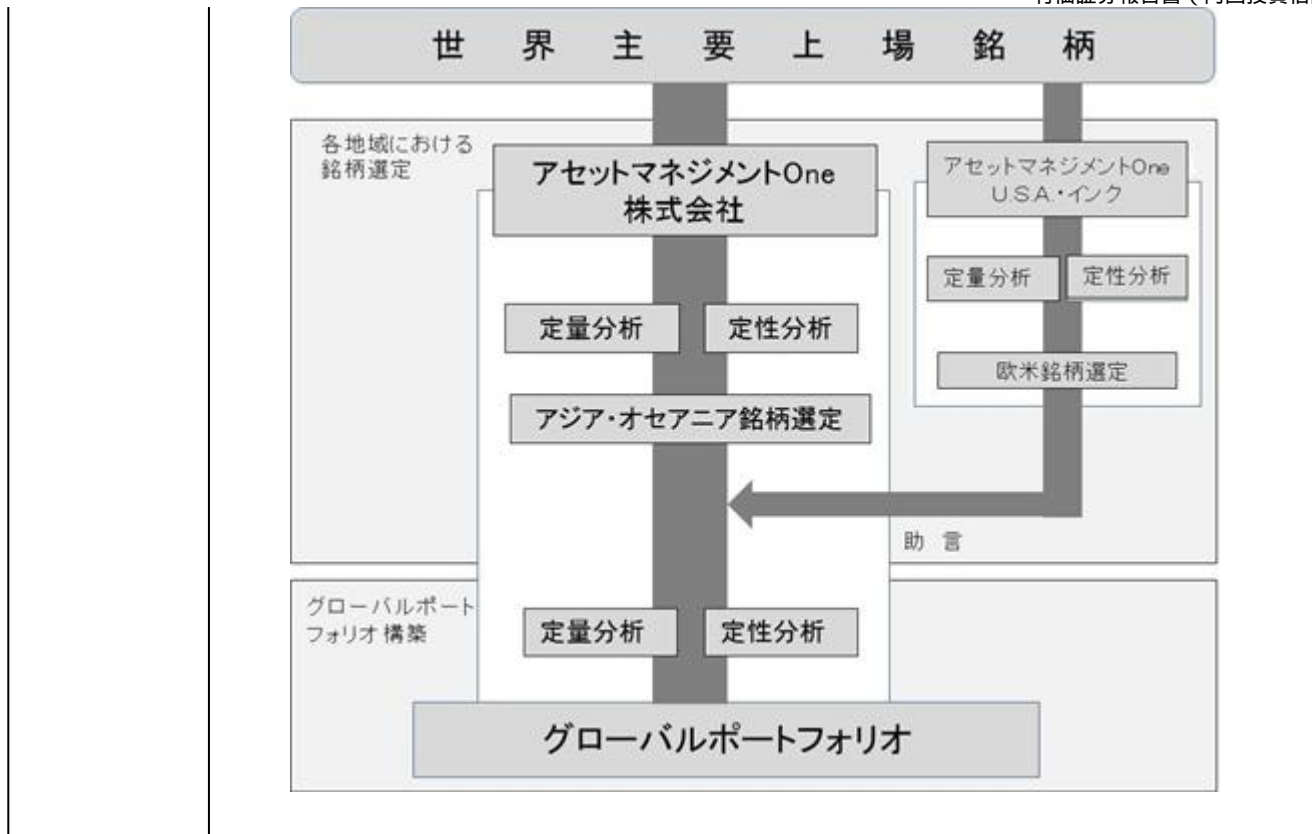 世界主要上場銘柄
各地域における
銘柄選定
アセットマネジメントOne
株式会社
定量分析
定性分析
アジア・オセアニア銘柄選定
アセットマネジメントOne
U.S.A.・インク
定量分析
定性分析
欧米銘柄選定
助言
グローバルポート
フォリオ構築
定量分析
定性分析
グローバルポートフォリオ